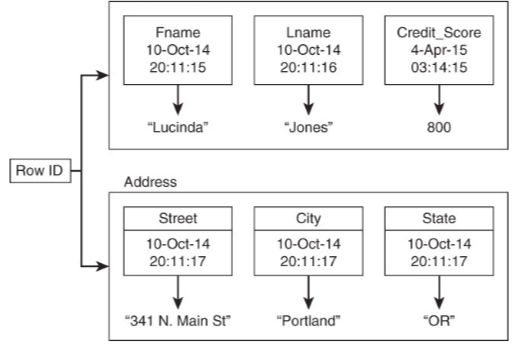 Fname
10-Oct-14
20:11:15
Lname
10-Oct-14
20:11:16
Credit_Score
4-Apr-15
03:14:15
“Lucinda”
“Jones”
800
Row ID
Address
Street
10-Oct-14
20:11:17
City
10-Oct-14
20:11:17
State
10-Oct-14
20:11:17
“341 N. Main St”
“Portland”
“OR”